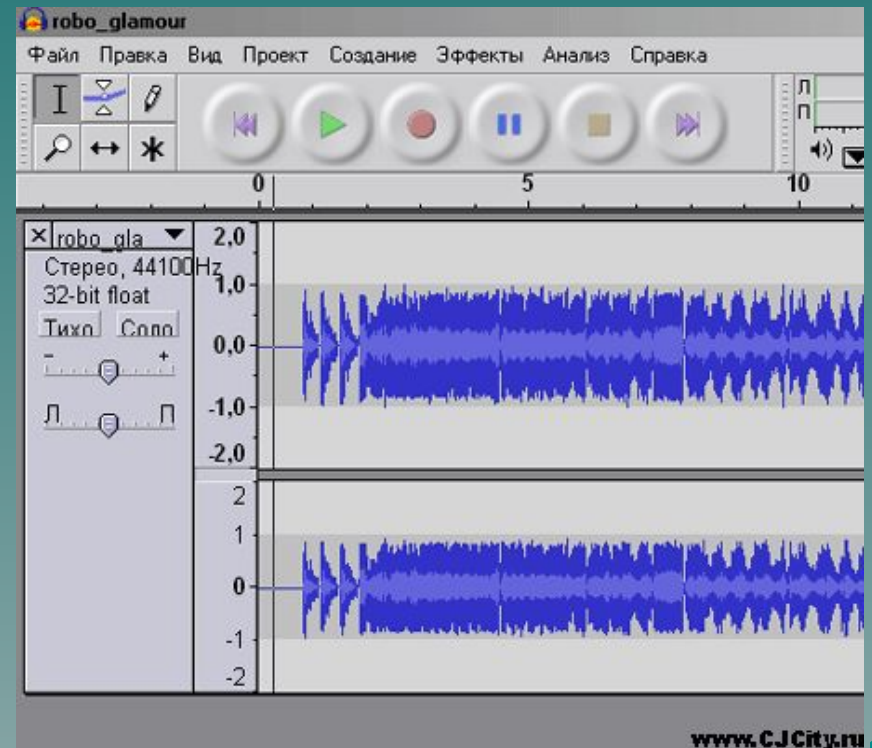 robo_glamour
Файл Правка Вид Проект Создание Эффекты Анализ Справка
Л
П
0 5 10
robo_gla
Стерео, 44100Hz
32-bit float
Тихо Соло
- +
Л П
2,0
1,0
0,0
-1,0
-2,0
2
1
0
-1
-2
www.CJCity.ru